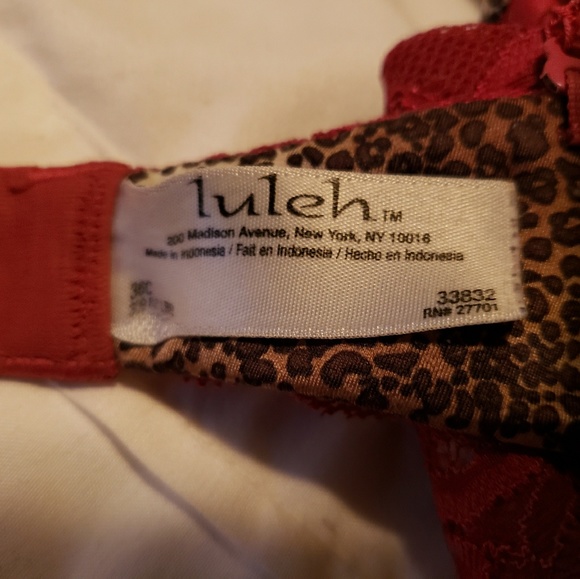 luleh™
200 Madison Avenue, New York, NY 10016
Made in Indonesia / Fait en Indonesie / Hecho en Indonesia
33832
RN# 27701